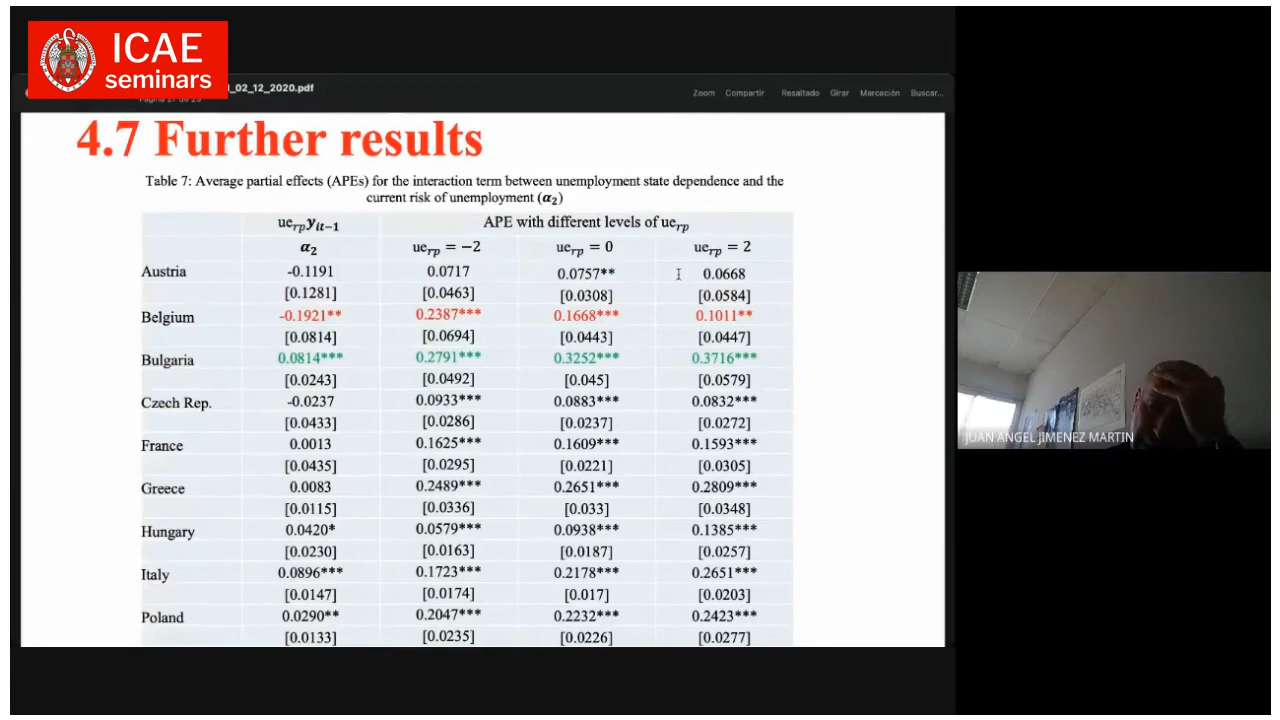 ICAE
seminars
_02_12_2020.pdf
Zoom Compartir Resaltado Girar Marcación Buscar...
4.7 Further results
Table 7: Average partial effects (APEs) for the interaction term between unemployment state dependence and the
current risk of unemployment (α₂)
ue_rp y_it−1 APE with different levels of ue_rp
α₂ ue_rp = −2 ue_rp = 0 ue_rp = 2
Austria -0.1191 0.0717 0.0757** 0.0668
[0.1281] [0.0463] [0.0308] [0.0584]
Belgium -0.1921** 0.2387*** 0.1668*** 0.1011**
[0.0814] [0.0694] [0.0443] [0.0447]
Bulgaria 0.0814*** 0.2791*** 0.3252*** 0.3716***
[0.0243] [0.0492] [0.045] [0.0579]
Czech Rep. -0.0237 0.0933*** 0.0883*** 0.0832***
[0.0433] [0.0286] [0.0237] [0.0272]
France 0.0013 0.1625*** 0.1609*** 0.1593***
[0.0435] [0.0295] [0.0221] [0.0305]
Greece 0.0083 0.2489*** 0.2651*** 0.2809***
[0.0115] [0.0336] [0.033] [0.0348]
Hungary 0.0420* 0.0579*** 0.0938*** 0.1385***
[0.0230] [0.0163] [0.0187] [0.0257]
Italy 0.0896*** 0.1723*** 0.2178*** 0.2651***
[0.0147] [0.0174] [0.017] [0.0203]
Poland 0.0290** 0.2047*** 0.2232*** 0.2423***
[0.0133] [0.0235] [0.0226] [0.0277]
JUAN ANGEL JIMENEZ MARTIN